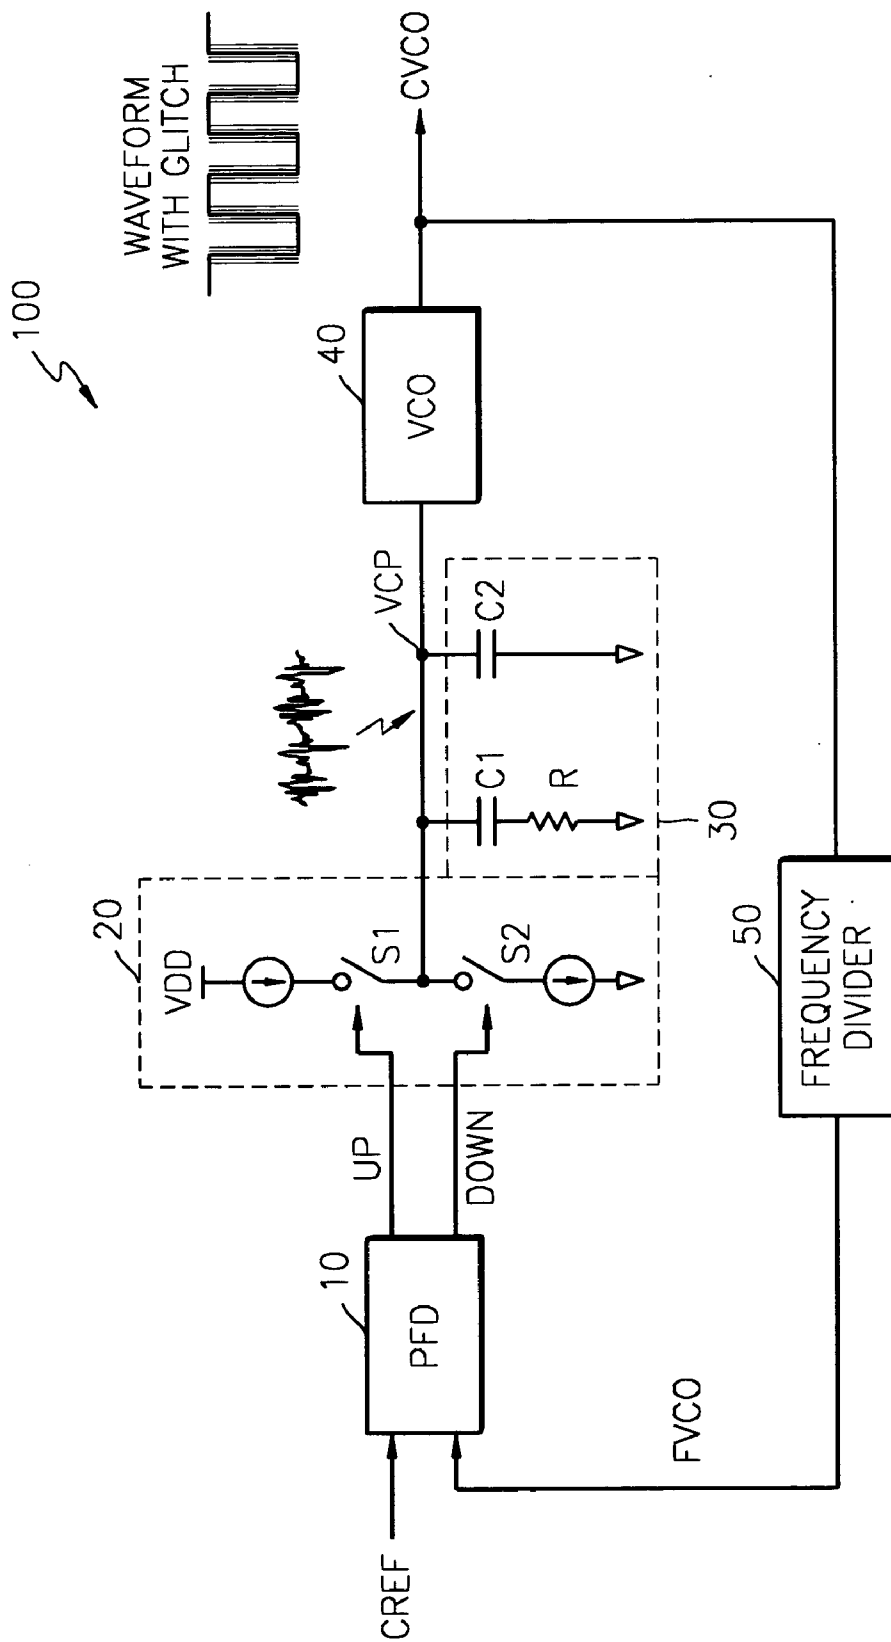 100
WAVEFORM
WITH GLITCH
20
VDD
S1
S2
UP
DOWN
10
PFD
CREF
FVCO
VCP
C1
R
C2
30
40
VCO
CVCO
50
FREQUENCY
DIVIDER